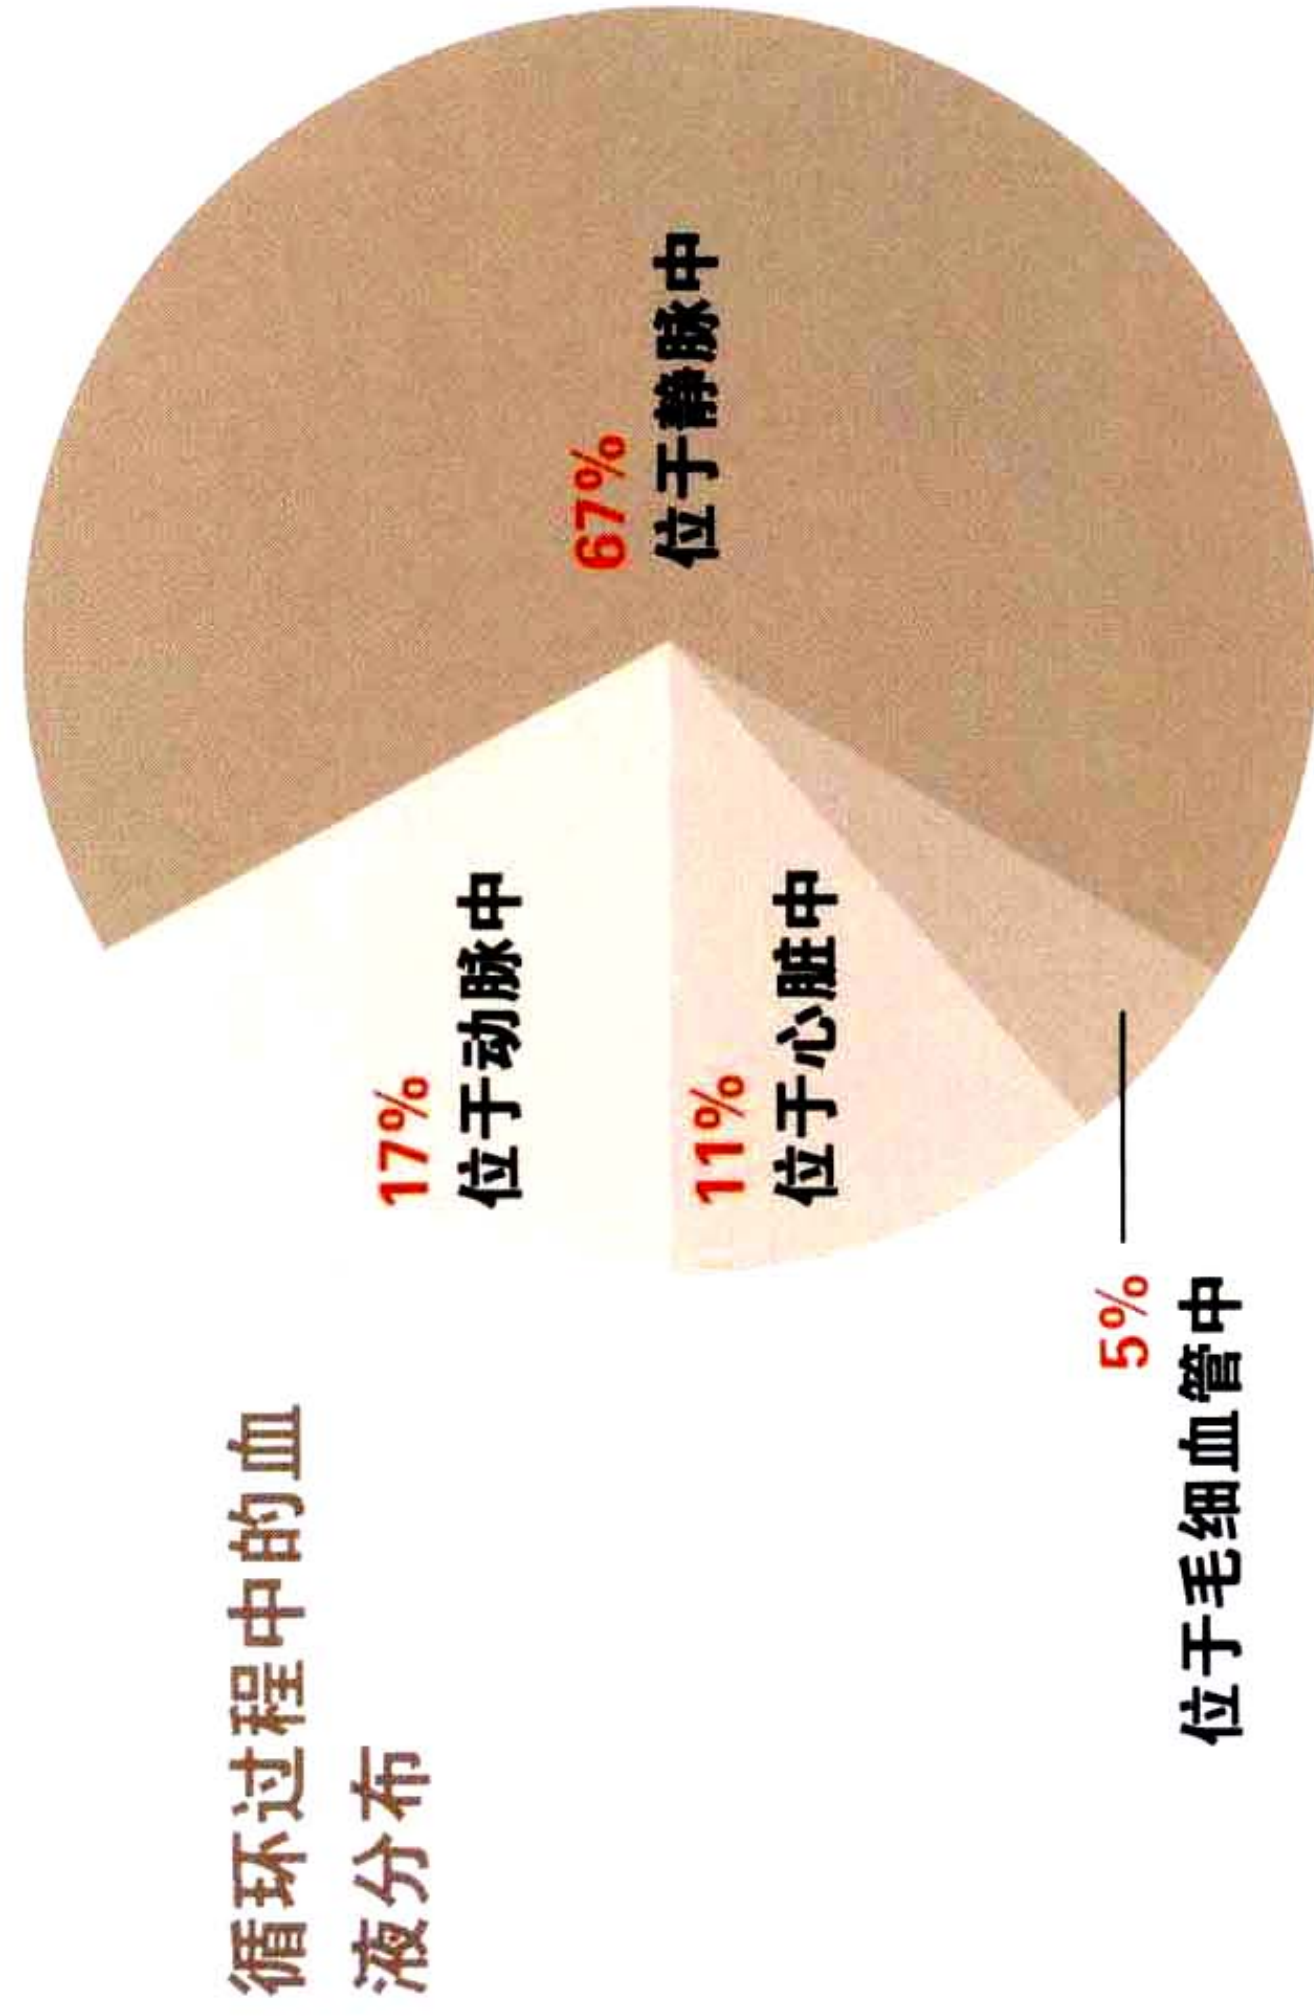 循环过程中的血
液分布
17%
位于动脉中
67%
位于静脉中
11%
位于心脏中
5%
位于毛细血管中